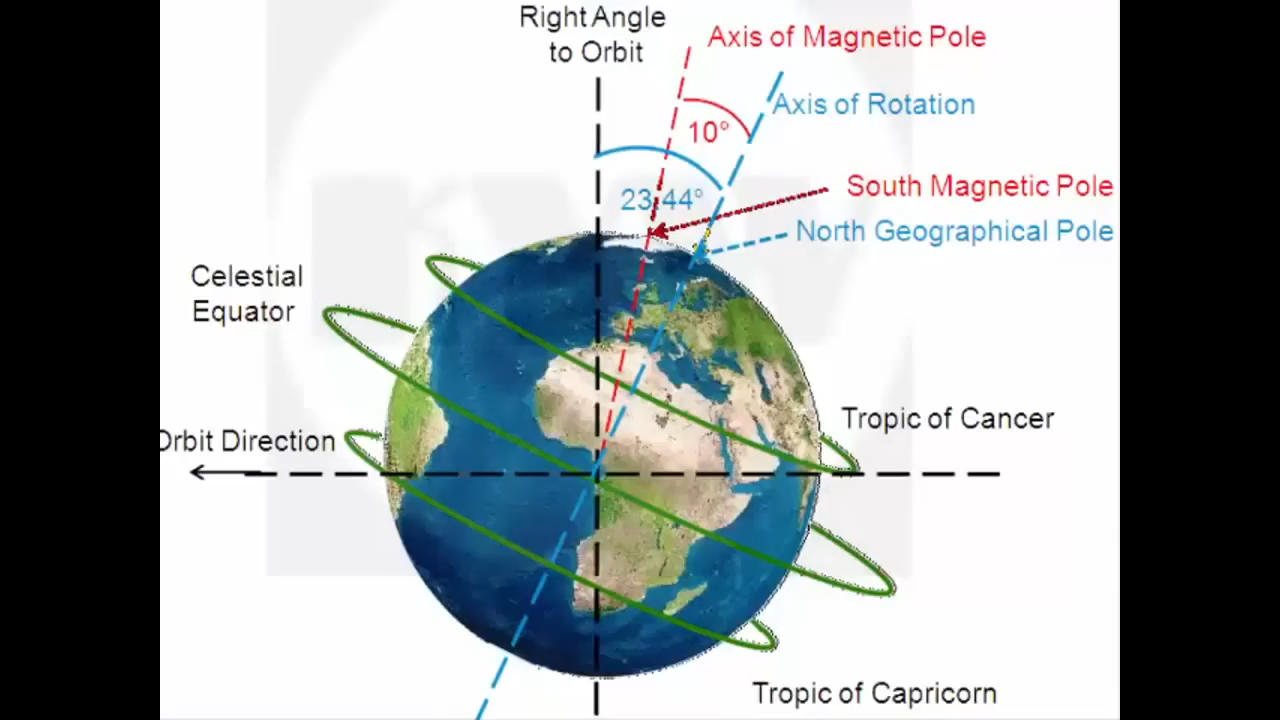 Right Angle
to Orbit
Axis of Magnetic Pole
Axis of Rotation
10°
23.44°
South Magnetic Pole
North Geographical Pole
Celestial
Equator
Tropic of Cancer
Orbit Direction
Tropic of Capricorn